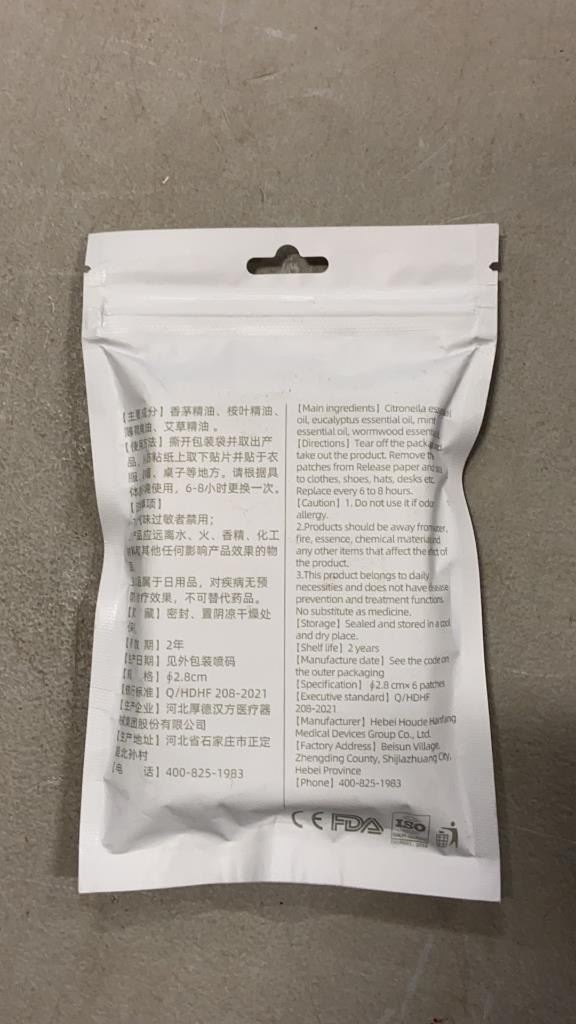 【主要成分】香茅精油、桉叶精油、
精油、艾草精油。
【使用方法】撕开包装袋并取出产
品,从防粘纸上取下贴片并贴于衣
服、鞋、帽、桌子等地方。请根据具
使用,6-8小时更换一次。
味过敏者禁用;
产品应远离水、火、香精、化工
其他任何影响产品效果的物
属于日用品,对疾病无预
疗效果,不可替代药品。
藏】密封、置阴凉干燥处
期】2年
【生产日期】见外包装喷码
格】ϕ2.8cm
【执行标准】Q/HDHF 208-2021
【生产企业】河北厚德汉方医疗器
械集团股份有限公司
【生产地址】河北省石家庄市正定
县北孙村
【电 话】400-825-1983
【Main ingredients】Citronella essential
oil, eucalyptus essential oil, mint
essential oil, wormwood essential
【Directions】Tear off the package
take out the product. Remove the
patches from Release paper and
to clothes, shoes, hats, desks etc.
Replace every 6 to 8 hours.
【Caution】1. Do not use it if odor
allergy.
2.Products should be away from water,
fire, essence, chemical material and
any other items that affect the effect of
the product.
3.This product belongs to daily
necessities and does not have disease
prevention and treatment functions.
No substitute as medicine.
【Storage】Sealed and stored in a cool
and dry place.
【Shelf life】2 years
【Manufacture date】See the code on
the outer packaging
【Specification】ϕ2.8 cm×6 patches
【Executive standard】Q/HDHF
208-2021
【Manufacturer】Hebei Houde Hanfang
Medical Devices Group Co., Ltd.
【Factory Address】Beisun Village,
Zhengding County, Shijiazhuang City,
Hebei Province
【Phone】400-825-1983
CE FDA ISO